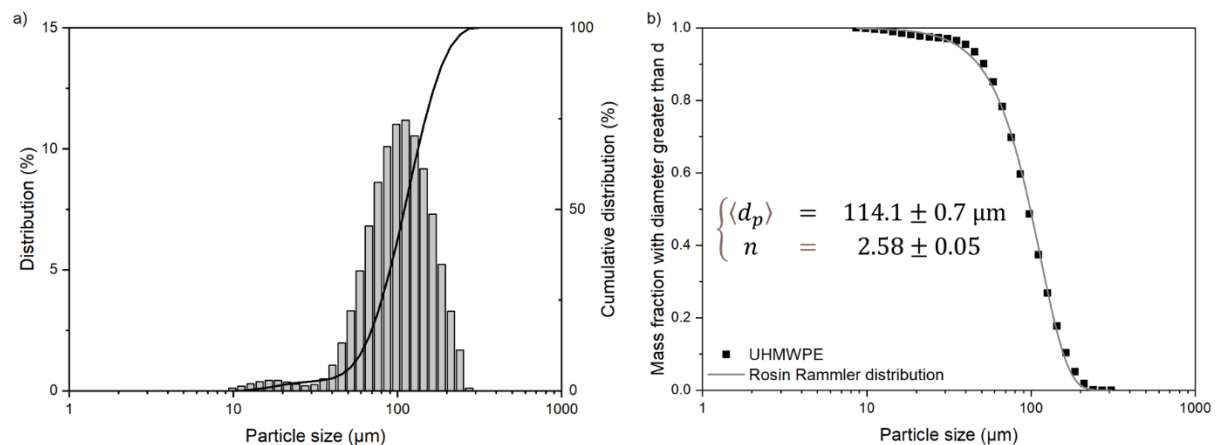 a)
15
10
5
0
Distribution (%)
100
50
0
Cumulative distribution (%)
1
10
100
1000
Particle size (µm)
b)
1.0
0.8
0.6
0.4
0.2
0.0
Mass fraction with diameter greater than d
⟨d_p⟩ = 114.1 ± 0.7 µm
n = 2.58 ± 0.05
UHMWPE
Rosin Rammler distribution
1
10
100
1000
Particle size (µm)